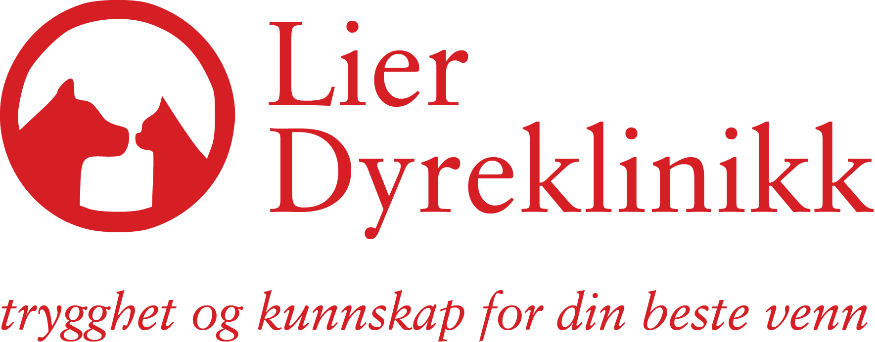 Lier
Dyreklinikk
trygghet og kunnskap for din beste venn